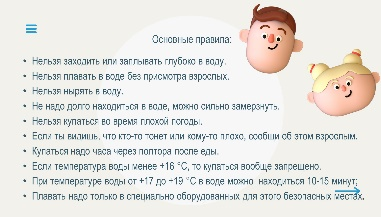 Основные правила:
• Нельзя заходить или заплывать глубоко в воду.
• Нельзя плавать в воде без присмотра взрослых.
• Нельзя нырять в воду.
• Не надо долго находиться в воде, можно сильно замерзнуть.
• Нельзя купаться во время плохой погоды.
• Если ты видишь, что кто-то тонет или кому-то плохо, сообщи об этом взрослым.
• Купаться надо часа через полтора после еды.
• Если температура воды менее +16 °C, то купаться вообще запрещено.
• При температуре воды от +17 до +19 °C в воде можно находиться 10-15 минут;
• Плавать надо только в специально оборудованных для этого безопасных местах.